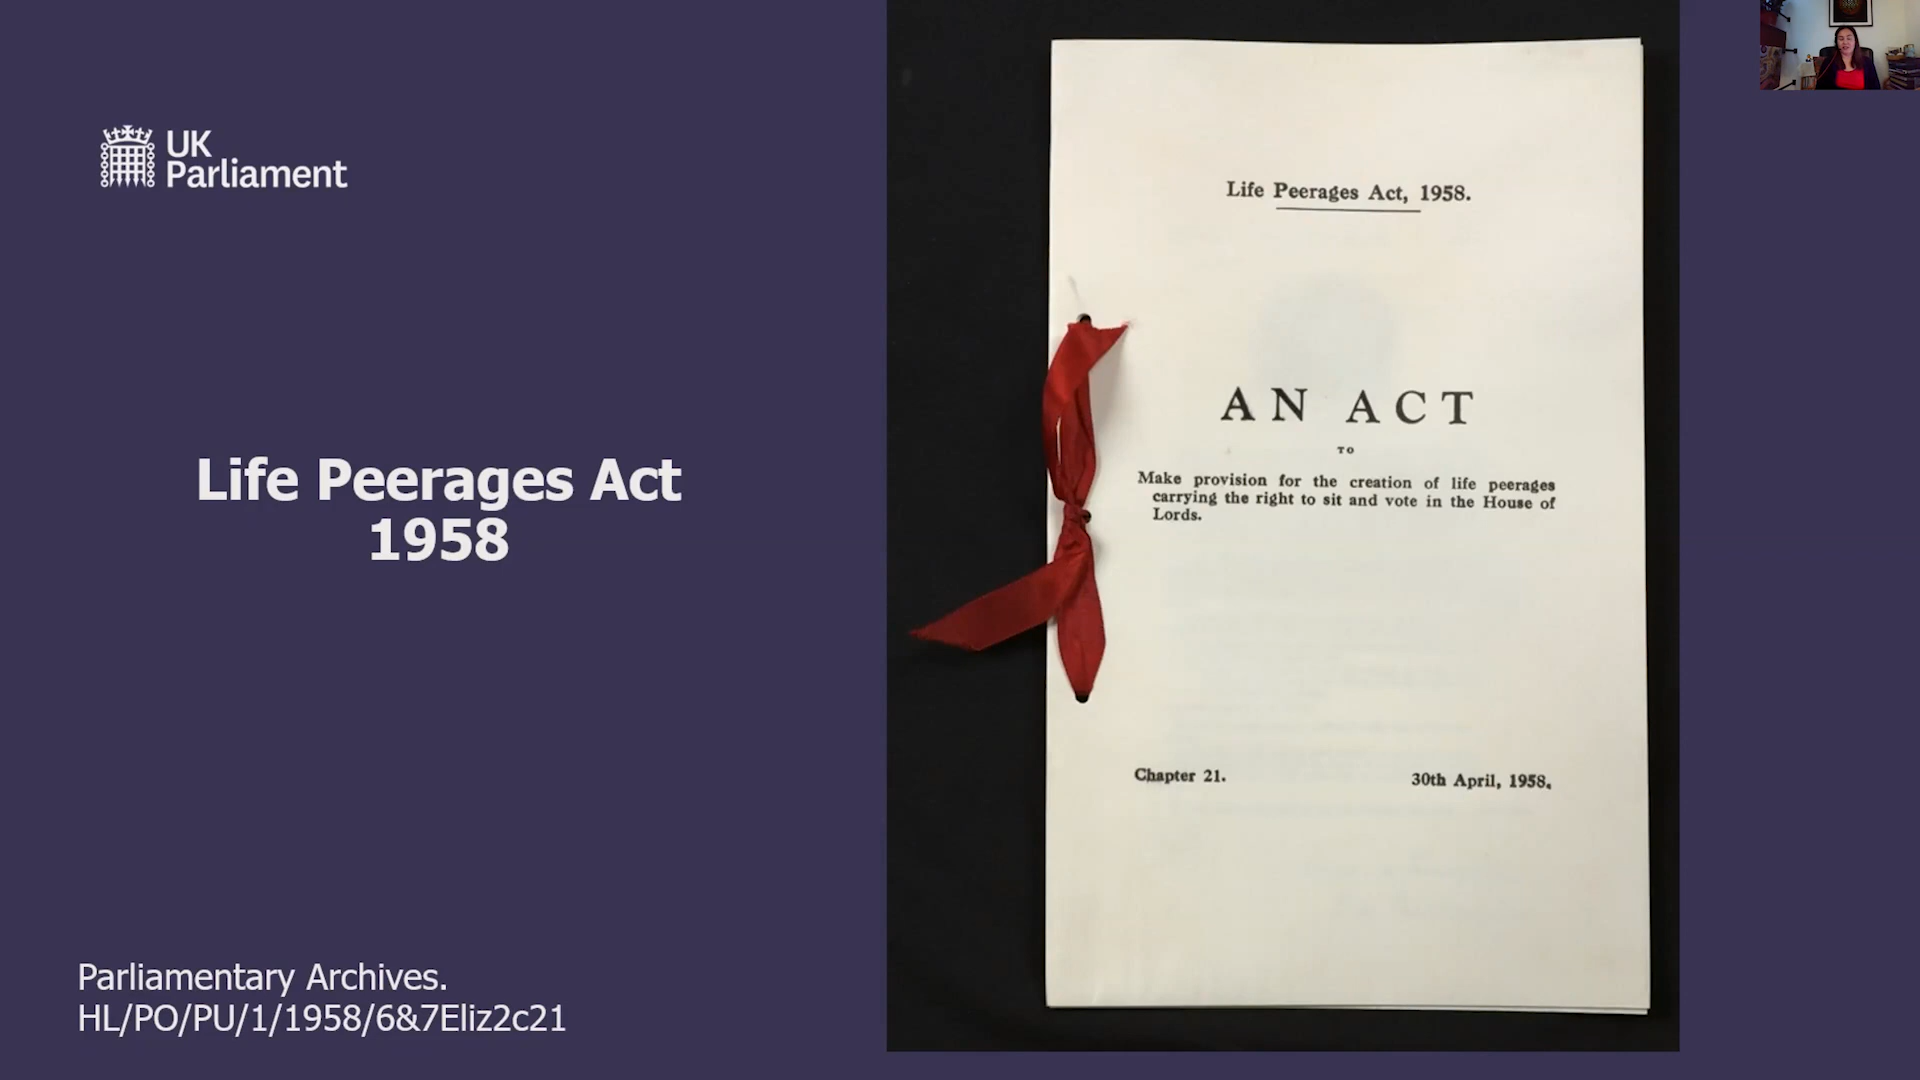 UK
Parliament
Life Peerages Act
1958
Parliamentary Archives.
HL/PO/PU/1/1958/6&7Eliz2c21
Life Peerages Act, 1958.
AN ACT
TO
Make provision for the creation of life peerages
carrying the right to sit and vote in the House of
Lords.
Chapter 21.
30th April, 1958.